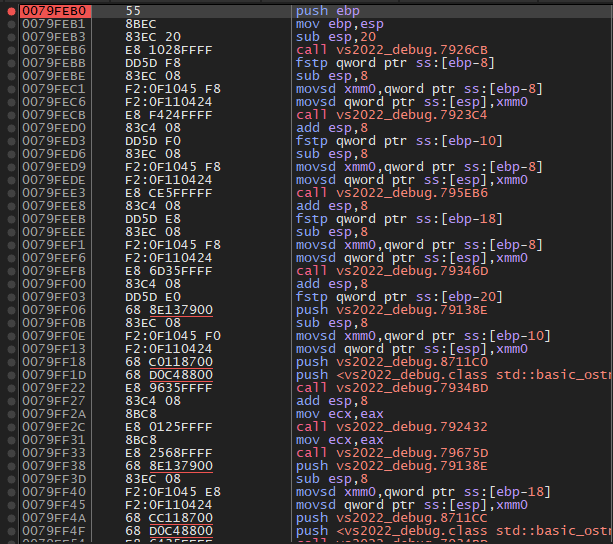 0079FEB0 55 push ebp
0079FEB1 8BEC mov ebp,esp
0079FEB3 83EC 20 sub esp,20
0079FEB6 E8 1028FFFF call vs2022_debug.7926CB
0079FEBB DD5D F8 fstp qword ptr ss:[ebp-8]
0079FEBE 83EC 08 sub esp,8
0079FEC1 F2:0F1045 F8 movsd xmm0,qword ptr ss:[ebp-8]
0079FEC6 F2:0F110424 movsd qword ptr ss:[esp],xmm0
0079FECB E8 F424FFFF call vs2022_debug.7923C4
0079FED0 83C4 08 add esp,8
0079FED3 DD5D F0 fstp qword ptr ss:[ebp-10]
0079FED6 83EC 08 sub esp,8
0079FED9 F2:0F1045 F8 movsd xmm0,qword ptr ss:[ebp-8]
0079FEDE F2:0F110424 movsd qword ptr ss:[esp],xmm0
0079FEE3 E8 CE5FFFFF call vs2022_debug.795EB6
0079FEE8 83C4 08 add esp,8
0079FEEB DD5D E8 fstp qword ptr ss:[ebp-18]
0079FEEE 83EC 08 sub esp,8
0079FEF1 F2:0F1045 F8 movsd xmm0,qword ptr ss:[ebp-8]
0079FEF6 F2:0F110424 movsd qword ptr ss:[esp],xmm0
0079FEFB E8 6D35FFFF call vs2022_debug.79346D
0079FF00 83C4 08 add esp,8
0079FF03 DD5D E0 fstp qword ptr ss:[ebp-20]
0079FF06 68 8E137900 push vs2022_debug.79138E
0079FF0B 83EC 08 sub esp,8
0079FF0E F2:0F1045 F0 movsd xmm0,qword ptr ss:[ebp-10]
0079FF13 F2:0F110424 movsd qword ptr ss:[esp],xmm0
0079FF18 68 C0118700 push vs2022_debug.8711C0
0079FF1D 68 D0C48800 push <vs2022_debug.class std::basic_ostr
0079FF22 E8 9635FFFF call vs2022_debug.7934BD
0079FF27 83C4 08 add esp,8
0079FF2A 8BC8 mov ecx,eax
0079FF2C E8 0125FFFF call vs2022_debug.792432
0079FF31 8BC8 mov ecx,eax
0079FF33 E8 2568FFFF call vs2022_debug.79675D
0079FF38 68 8E137900 push vs2022_debug.79138E
0079FF3D 83EC 08 sub esp,8
0079FF40 F2:0F1045 E8 movsd xmm0,qword ptr ss:[ebp-18]
0079FF45 F2:0F110424 movsd qword ptr ss:[esp],xmm0
0079FF4A 68 CC118700 push vs2022_debug.8711CC
0079FF4F 68 D0C48800 push <vs2022_debug.class std::basic_ostr